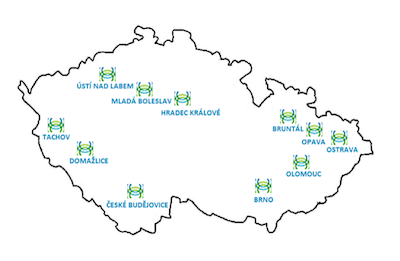 ÚSTÍ NAD LABEM
MLADÁ BOLESLAV
HRADEC KRÁLOVÉ
BRUNTÁL
TACHOV
OPAVA
OSTRAVA
DOMAŽLICE
OLOMOUC
ČESKÉ BUDĚJOVICE
BRNO